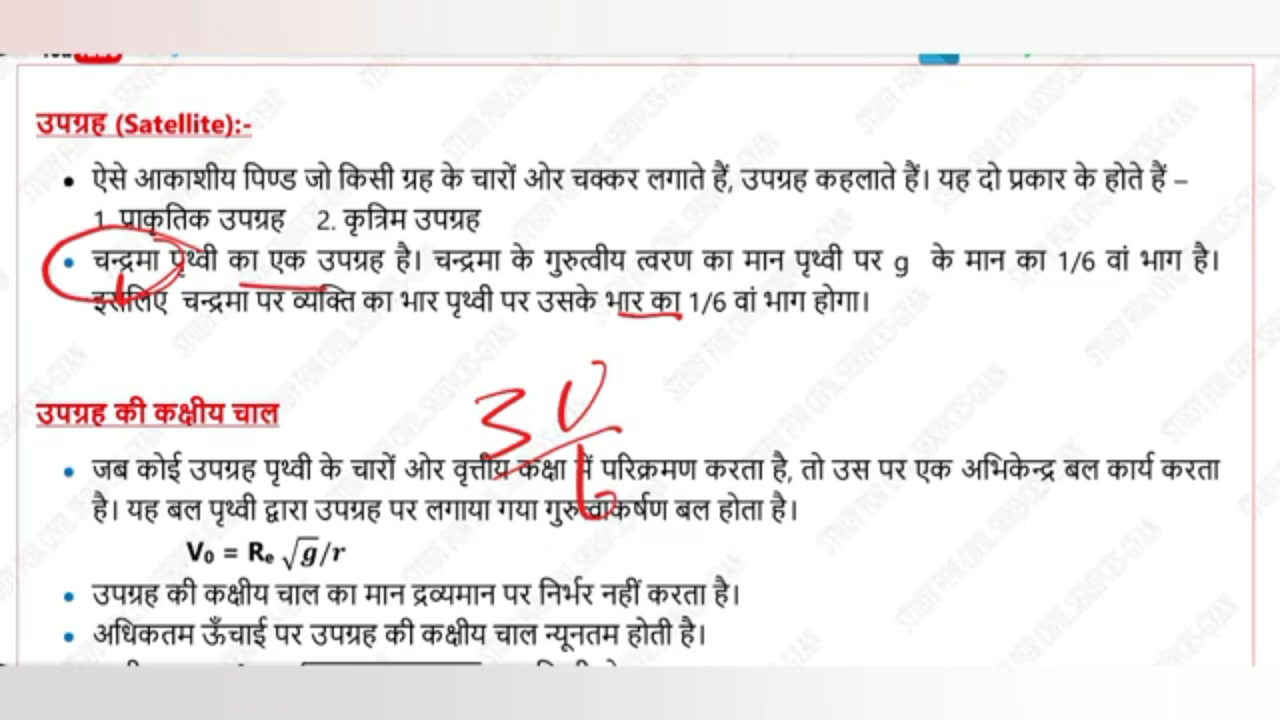 उपग्रह (Satellite):-
• ऐसे आकाशीय पिण्ड जो किसी ग्रह के चारों ओर चक्कर लगाते हैं, उपग्रह कहलाते हैं। यह दो प्रकार के होते हैं –
1. प्राकृतिक उपग्रह 2. कृत्रिम उपग्रह
• चन्द्रमा पृथ्वी का एक उपग्रह है। चन्द्रमा के गुरुत्वीय त्वरण का मान पृथ्वी पर g के मान का 1/6 वां भाग है।
इसलिए चन्द्रमा पर व्यक्ति का भार पृथ्वी पर उसके भार का 1/6 वां भाग होगा।
30
6
उपग्रह की कक्षीय चाल
• जब कोई उपग्रह पृथ्वी के चारों ओर वृत्तीय कक्षा में परिक्रमण करता है, तो उस पर एक अभिकेन्द्र बल कार्य करता
है। यह बल पृथ्वी द्वारा उपग्रह पर लगाया गया गुरुत्वाकर्षण बल होता है।
V₀ = Rₑ √g/r
• उपग्रह की कक्षीय चाल का मान द्रव्यमान पर निर्भर नहीं करता है।
• अधिकतम ऊँचाई पर उपग्रह की कक्षीय चाल न्यूनतम होती है।